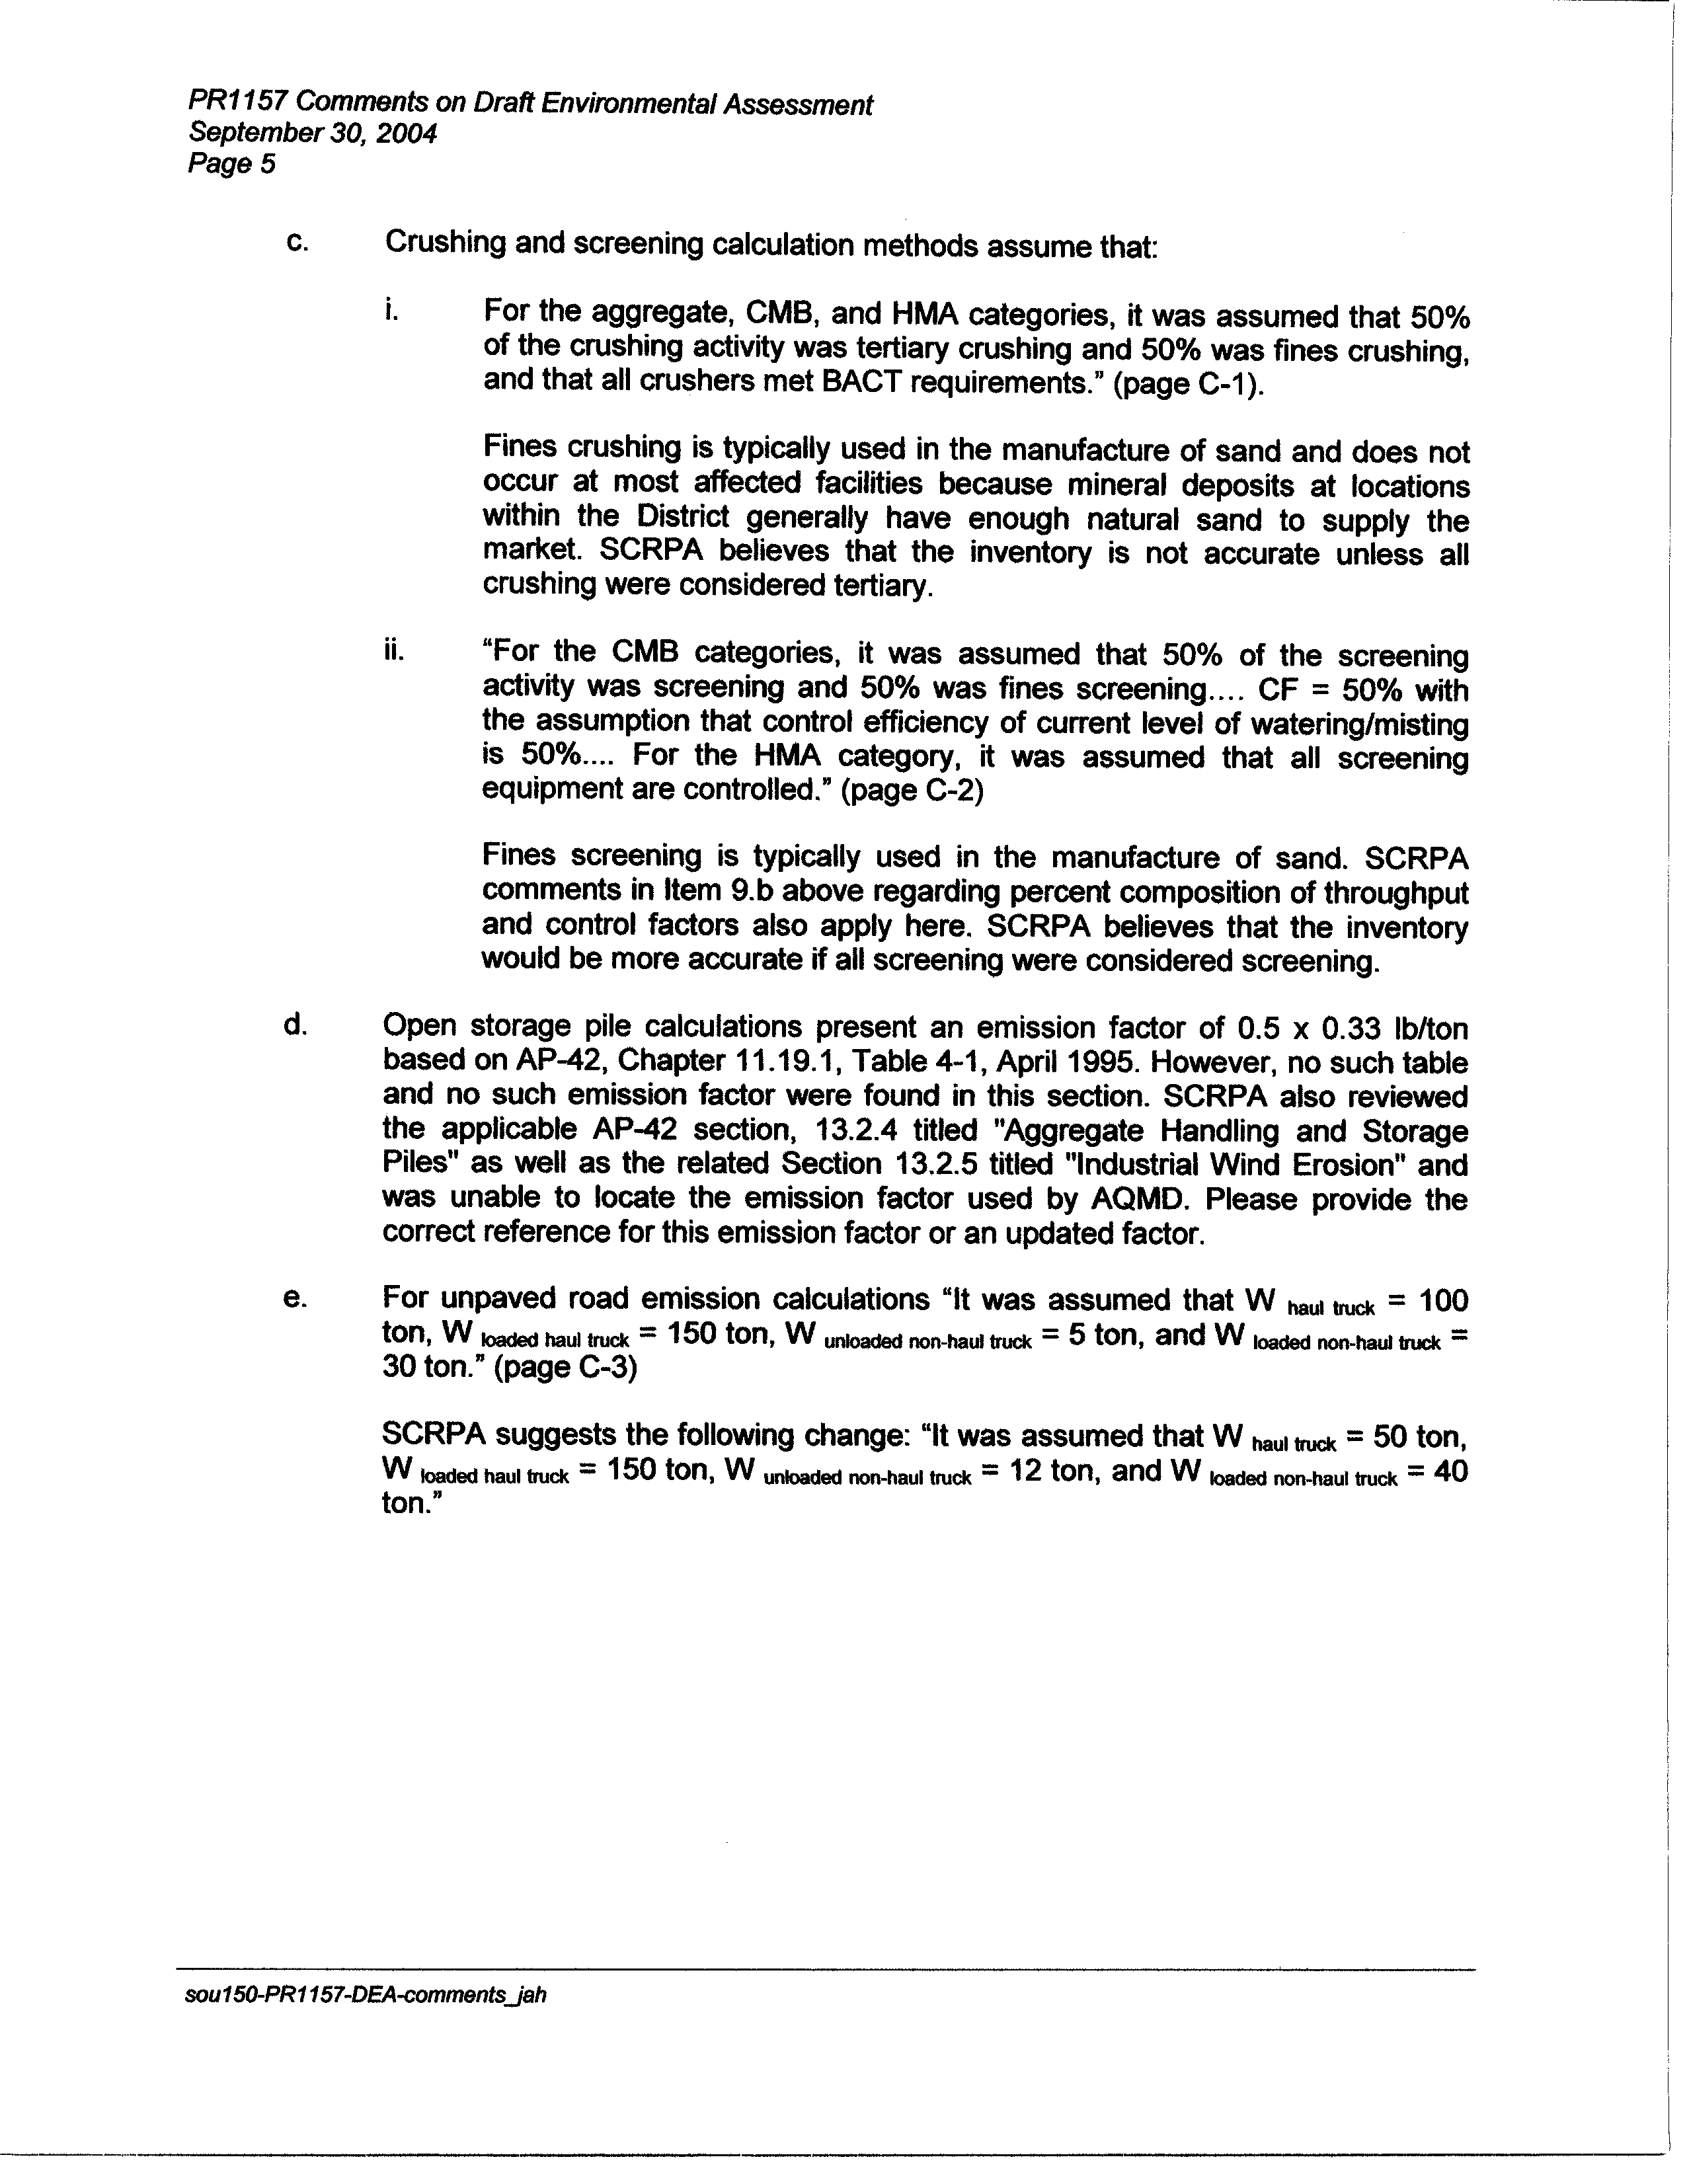 PR1157 Comments on Draft Environmental Assessment
September 30, 2004
Page 5
c. Crushing and screening calculation methods assume that:
i. For the aggregate, CMB, and HMA categories, it was assumed that 50%
of the crushing activity was tertiary crushing and 50% was fines crushing,
and that all crushers met BACT requirements.” (page C-1).
Fines crushing is typically used in the manufacture of sand and does not
occur at most affected facilities because mineral deposits at locations
within the District generally have enough natural sand to supply the
market. SCRPA believes that the inventory is not accurate unless all
crushing were considered tertiary.
ii. “For the CMB categories, it was assumed that 50% of the screening
activity was screening and 50% was fines screening.... CF = 50% with
the assumption that control efficiency of current level of watering/misting
is 50%.... For the HMA category, it was assumed that all screening
equipment are controlled.” (page C-2)
Fines screening is typically used in the manufacture of sand. SCRPA
comments in Item 9.b above regarding percent composition of throughput
and control factors also apply here. SCRPA believes that the inventory
would be more accurate if all screening were considered screening.
d. Open storage pile calculations present an emission factor of 0.5 x 0.33 lb/ton
based on AP-42, Chapter 11.19.1, Table 4-1, April 1995. However, no such table
and no such emission factor were found in this section. SCRPA also reviewed
the applicable AP-42 section, 13.2.4 titled "Aggregate Handling and Storage
Piles" as well as the related Section 13.2.5 titled "Industrial Wind Erosion" and
was unable to locate the emission factor used by AQMD. Please provide the
correct reference for this emission factor or an updated factor.
e. For unpaved road emission calculations “It was assumed that W haul truck = 100
ton, W loaded haul truck = 150 ton, W unloaded non-haul truck = 5 ton, and W loaded non-haul truck =
30 ton.” (page C-3)
SCRPA suggests the following change: “It was assumed that W haul truck = 50 ton,
W loaded haul truck = 150 ton, W unloaded non-haul truck = 12 ton, and W loaded non-haul truck = 40
ton.”
sou150-PR1157-DEA-comments_jah